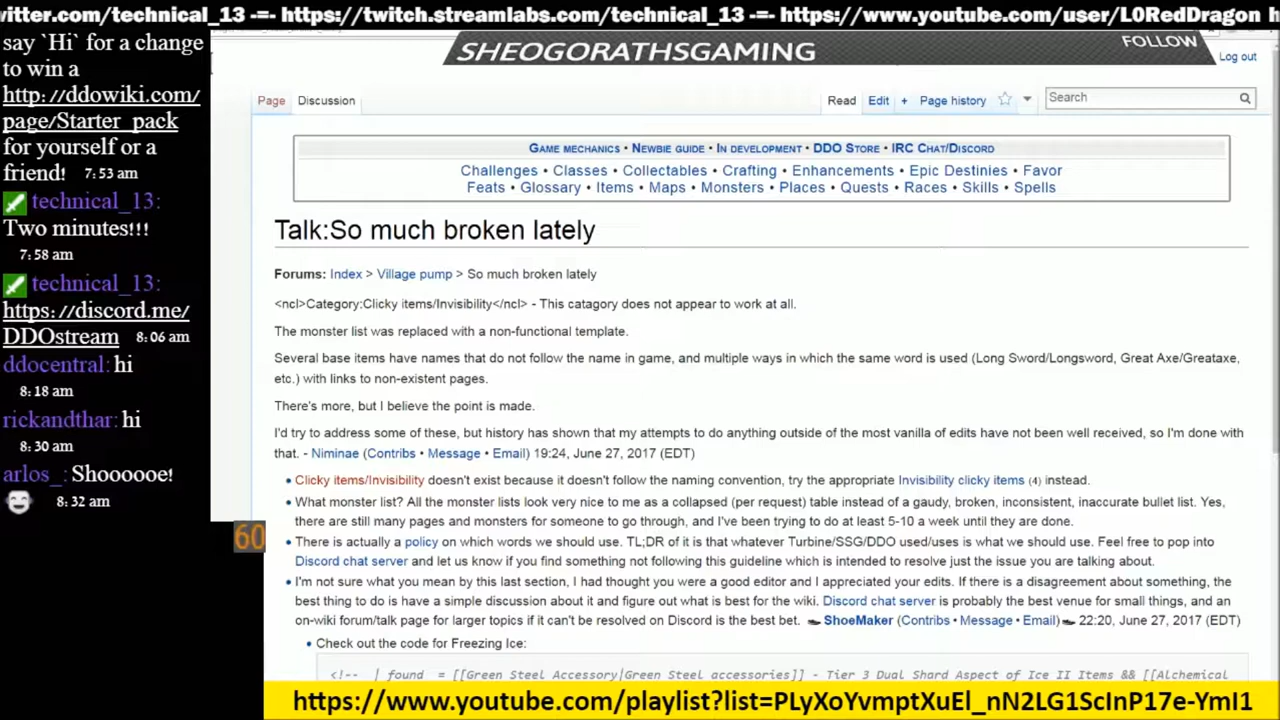 witter.com/technical_13 -=- https://twitch.streamlabs.com/technical_13 -=- https://www.youtube.com/user/L0RedDragon
say `Hi` for a change
to win a
http://ddowiki.com/
page/Starter_pack
for yourself or a
friend! 7:53 am
technical_13:
Two minutes!!!
7:58 am
technical_13:
https://discord.me/
DDOstream 8:06 am
ddocentral: hi
8:18 am
rickandthar: hi
8:30 am
arlos_: Shoooooe!
8:32 am
60
SHEOGORATHSGAMING
FOLLOW
Log out
Page Discussion Read Edit + Page history Search
Game mechanics • Newbie guide • In development • DDO Store • IRC Chat/Discord
Challenges • Classes • Collectables • Crafting • Enhancements • Epic Destinies • Favor
Feats • Glossary • Items • Maps • Monsters • Places • Quests • Races • Skills • Spells
Talk:So much broken lately
Forums: Index > Village pump > So much broken lately
<ncl>Category:Clicky items/Invisibility</ncl> - This catagory does not appear to work at all.
The monster list was replaced with a non-functional template.
Several base items have names that do not follow the name in game, and multiple ways in which the same word is used (Long Sword/Longsword, Great Axe/Greataxe,
etc.) with links to non-existent pages.
There's more, but I believe the point is made.
I'd try to address some of these, but history has shown that my attempts to do anything outside of the most vanilla of edits have not been well received, so I'm done with
that. - Niminae (Contribs • Message • Email) 19:24, June 27, 2017 (EDT)
• Clicky items/Invisibility doesn't exist because it doesn't follow the naming convention, try the appropriate Invisibility clicky items (4) instead.
• What monster list? All the monster lists look very nice to me as a collapsed (per request) table instead of a gaudy, broken, inconsistent, inaccurate bullet list. Yes,
there are still many pages and monsters for someone to go through, and I've been trying to do at least 5-10 a week until they are done.
• There is actually a policy on which words we should use. TL;DR of it is that whatever Turbine/SSG/DDO used/uses is what we should use. Feel free to pop into
Discord chat server and let us know if you find something not following this guideline which is intended to resolve just the issue you are talking about.
• I'm not sure what you mean by this last section, I had thought you were a good editor and I appreciated your edits. If there is a disagreement about something, the
best thing to do is have a simple discussion about it and figure out what is best for the wiki. Discord chat server is probably the best venue for small things, and an
on-wiki forum/talk page for larger topics if it can't be resolved on Discord is the best bet. ShoeMaker (Contribs • Message • Email) 22:20, June 27, 2017 (EDT)
• Check out the code for Freezing Ice:
<!-- | found = [[Green Steel Accessory|Green Steel accessories]] - Tier 3 Dual Shard Aspect of Ice II Items && [[Alchemical
https://www.youtube.com/playlist?list=PLyXoYvmptXuEl_nN2LG1ScInP17e-YmI1